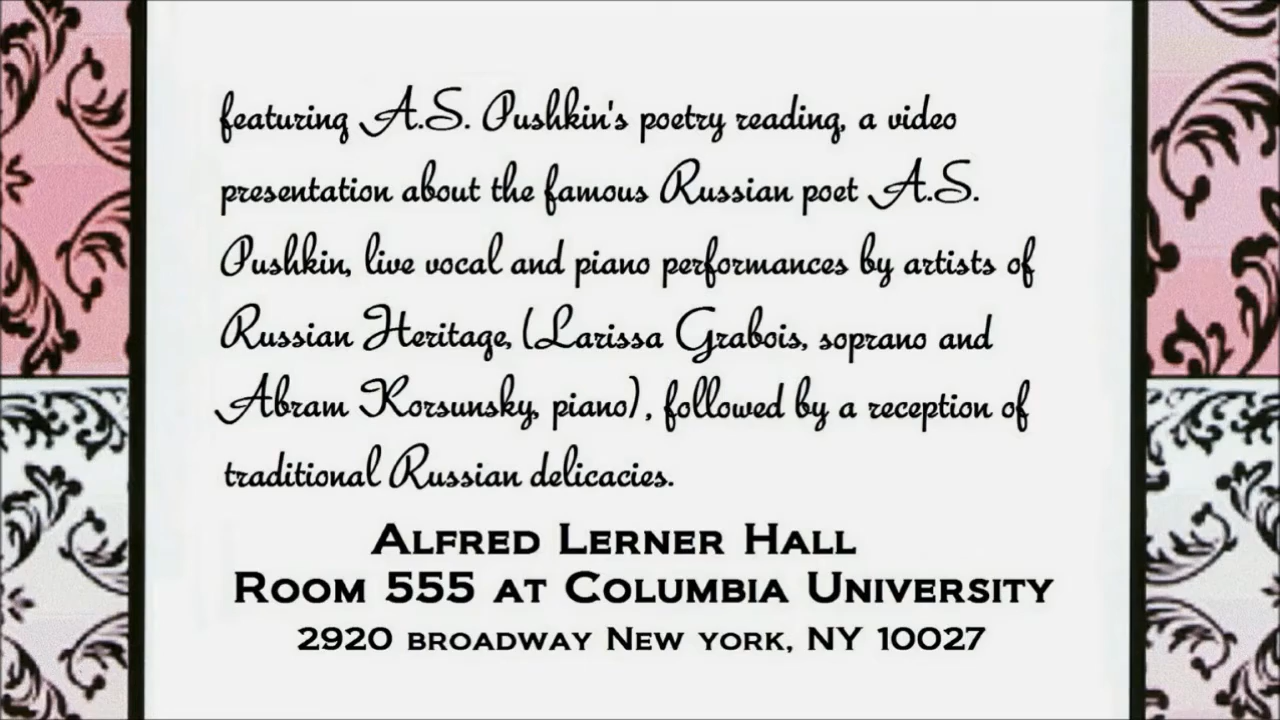 featuring A.S. Pushkin's poetry reading, a video
presentation about the famous Russian poet A.S.
Pushkin, live vocal and piano performances by artists of
Russian Heritage, (Larissa Grabois, soprano and
Abram Korsunsky, piano), followed by a reception of
traditional Russian delicacies.
ALFRED LERNER HALL
ROOM 555 AT COLUMBIA UNIVERSITY
2920 BROADWAY NEW YORK, NY 10027